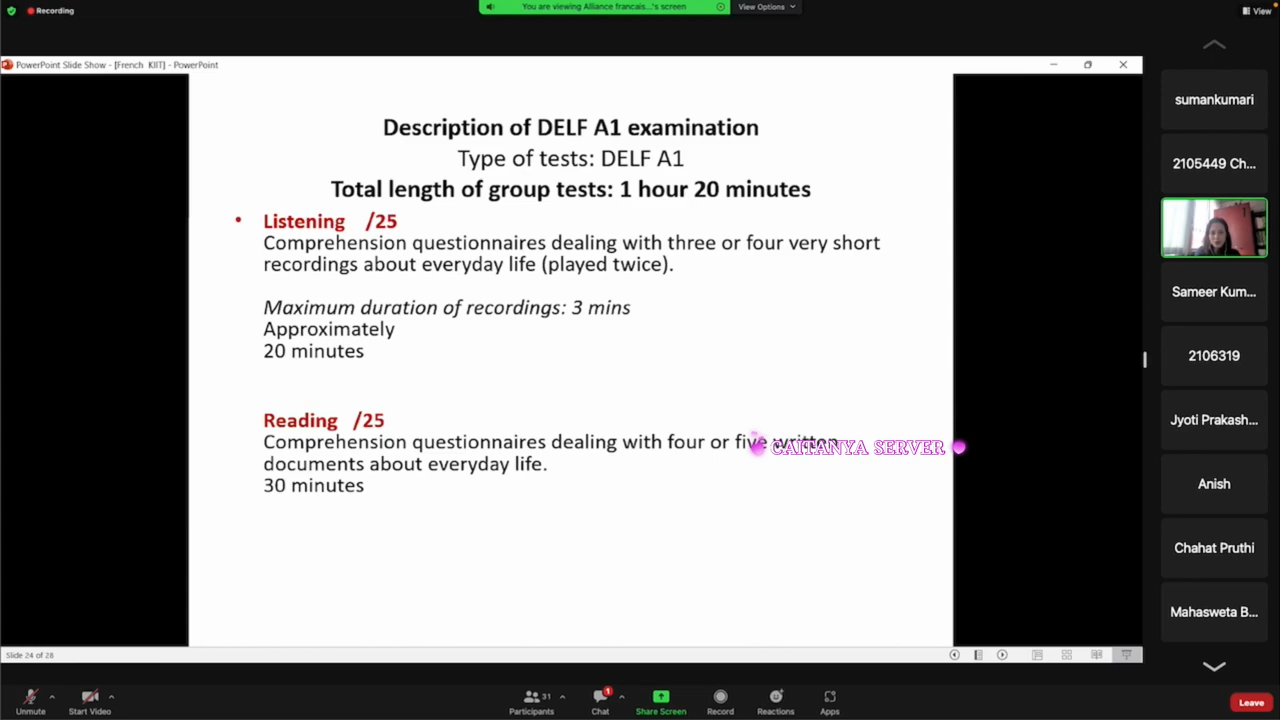 Recording
You are viewing Alliance francais...'s screen
View Options
View
PowerPoint Slide Show - [French KIIT] - PowerPoint
Description of DELF A1 examination
Type of tests: DELF A1
Total length of group tests: 1 hour 20 minutes
• Listening /25
Comprehension questionnaires dealing with three or four very short
recordings about everyday life (played twice).
Maximum duration of recordings: 3 mins
Approximately
20 minutes
Reading /25
Comprehension questionnaires dealing with four or five written
documents about everyday life.
30 minutes
CAITANYA SERVER
sumankumari
2105449 Ch...
Sameer Kum...
2106319
Jyoti Prakash...
Anish
Chahat Pruthi
Mahasweta B...
Slide 24 of 28
Unmute
Start Video
31
Participants
1
Chat
Share Screen
Record
Reactions
Apps
Leave